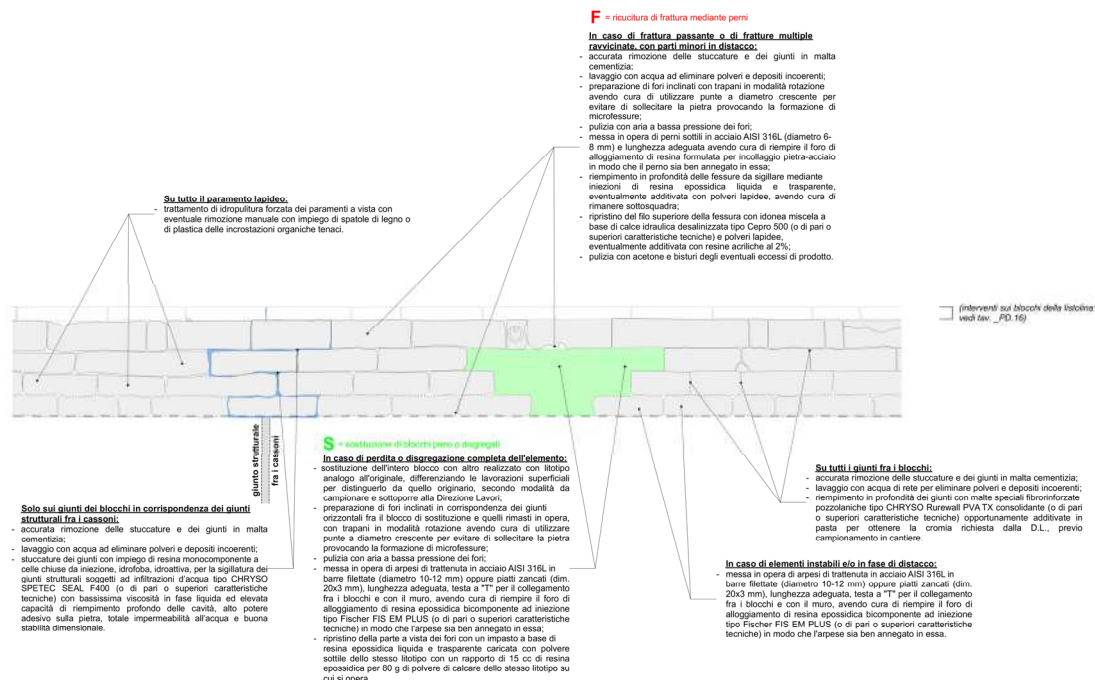 F = ricucitura di frattura mediante perni
In caso di frattura passante o di fratture multiple
ravvicinate, con parti minori in distacco:
- accurata rimozione delle stuccature e dei giunti in malta
cementizia;
- lavaggio con acqua ad eliminare polveri e depositi incoerenti;
- preparazione di fori inclinati con trapani in modalità rotazione
avendo cura di utilizzare punte a diametro crescente per
evitare di sollecitare la pietra provocando la formazione di
microfessure;
- pulizia con aria a bassa pressione dei fori;
- messa in opera di perni sottili in acciaio AISI 316L (diametro 6-
8 mm) e lunghezza adeguata avendo cura di riempire il foro di
alloggiamento di resina formulata per incollaggio pietra-acciaio
in modo che il perno sia ben annegato in essa;
- riempimento in profondità delle fessure da sigillare mediante
iniezioni di resina epossidica liquida e trasparente,
eventualmente additivata con polveri lapidee, avendo cura di
rimanere sottosquadra;
- ripristino del filo superiore della fessura con idonea miscela a
base di calce idraulica desalinizzata tipo Cepro 500 (o di pari o
superiori caratteristiche tecniche) e polveri lapidee,
eventualmente additivata con resine acriliche al 2%;
- pulizia con acetone e bisturi degli eventuali eccessi di prodotto.
Su tutto il paramento lapideo:
- trattamento di idropulitura forzata dei paramenti a vista con
eventuale rimozione manuale con impiego di spatole di legno o
di plastica delle incrostazioni organiche tenaci.
(interventi sui blocchi della listolina:
vedi tav. _PD.16)
giunto strutturale
fra i cassoni
Solo sui giunti dei blocchi in corrispondenza dei giunti
strutturali fra i cassoni:
- accurata rimozione delle stuccature e dei giunti in malta
cementizia;
- lavaggio con acqua ad eliminare polveri e depositi incoerenti;
- stuccature dei giunti con impiego di resina monocomponente a
celle chiuse da iniezione, idrofoba, idroattiva, per la sigillatura dei
giunti strutturali soggetti ad infiltrazioni d'acqua tipo CHRYSO
SPETEC SEAL F400 (o di pari o superiori caratteristiche
tecniche) con bassissima viscosità in fase liquida ed elevata
capacità di riempimento profondo delle cavità, alto potere
adesivo sulla pietra, totale impermeabilità all'acqua e buona
stabilità dimensionale.
S = sostituzione di blocchi perso o disgregati
In caso di perdita o disgregazione completa dell'elemento:
- sostituzione dell'intero blocco con altro realizzato con litotipo
analogo all'originale, differenziando le lavorazioni superficiali
per distinguerlo da quello originario, secondo modalità da
campionare e sottoporre alla Direzione Lavori;
- preparazione di fori inclinati in corrispondenza dei giunti
orizzontali fra il blocco di sostituzione e quelli rimasti in opera,
con trapani in modalità rotazione avendo cura di utilizzare
punte a diametro crescente per evitare di sollecitare la pietra
provocando la formazione di microfessure;
- pulizia con aria a bassa pressione dei fori;
- messa in opera di arpesi di trattenuta in acciaio AISI 316L in
barre filettate (diametro 10-12 mm) oppure piatti zancati (dim.
20x3 mm), lunghezza adeguata, testa a "T" per il collegamento
fra i blocchi e con il muro, avendo cura di riempire il foro di
alloggiamento di resina epossidica bicomponente ad iniezione
tipo Fischer FIS EM PLUS (o di pari o superiori caratteristiche
tecniche) in modo che l'arpese sia ben annegato in essa;
- ripristino della parte a vista dei fori con un impasto a base di
resina epossidica liquida e trasparente caricata con polvere
sottile dello stesso litotipo con un rapporto di 15 cc di resina
epossidica per 80 g di polvere di calcare dello stesso litotipo su
cui si opera
Su tutti i giunti fra i blocchi:
- accurata rimozione delle stuccature e dei giunti in malta cementizia;
- lavaggio con acqua di rete per eliminare polveri e depositi incoerenti;
- riempimento in profondità dei giunti con malte speciali fibrorinforzate
pozzolaniche tipo CHRYSO Rurewall PVA TX consolidante (o di pari
o superiori caratteristiche tecniche) opportunamente additivate in
pasta per ottenere la cromia richiesta dalla D.L., previo
campionamento in cantiere.
In caso di elementi instabili e/o in fase di distacco:
- messa in opera di arpesi di trattenuta in acciaio AISI 316L in
barre filettate (diametro 10-12 mm) oppure piatti zancati (dim.
20x3 mm), lunghezza adeguata, testa a "T" per il collegamento
fra i blocchi e con il muro, avendo cura di riempire il foro di
alloggiamento di resina epossidica bicomponente ad iniezione
tipo Fischer FIS EM PLUS (o di pari o superiori caratteristiche
tecniche) in modo che l'arpese sia ben annegato in essa.